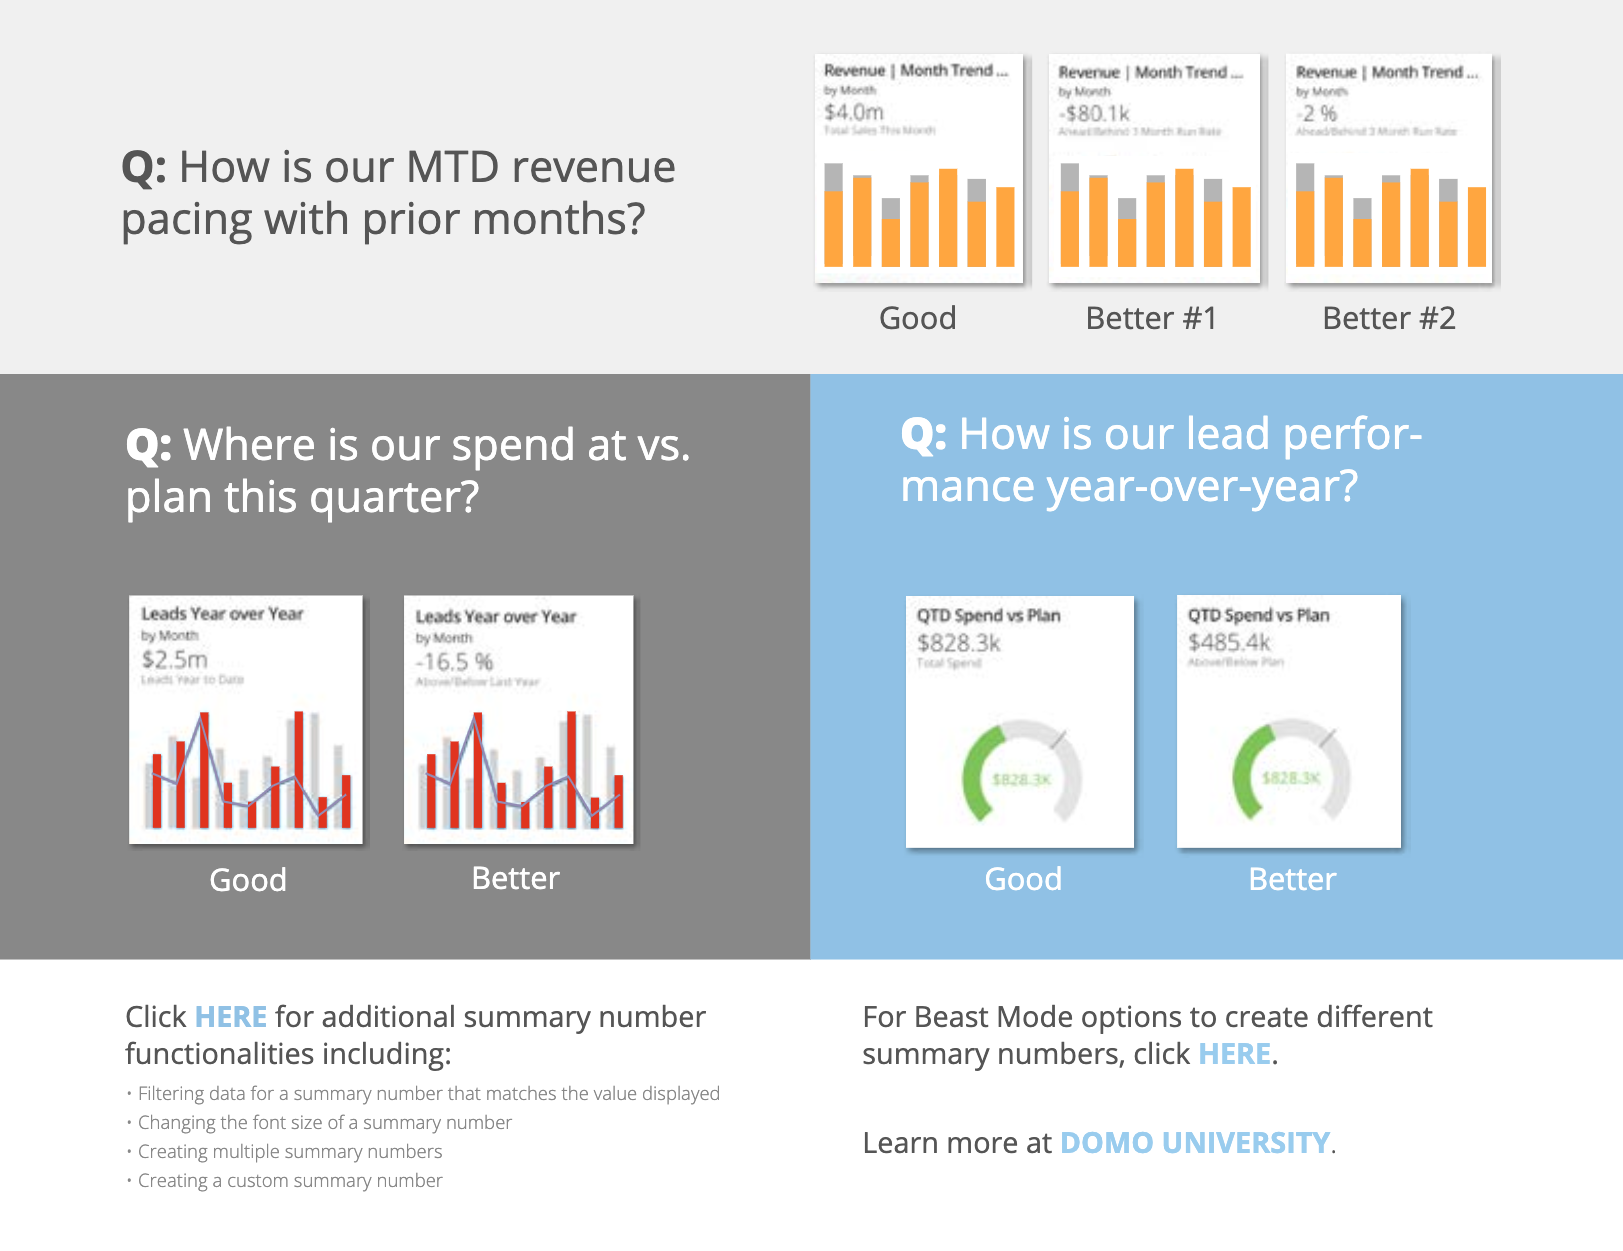 Q: How is our MTD revenue
pacing with prior months?
Revenue | Month Trend ...
by Month
$4.0m
Total Sales This Month
Good
Revenue | Month Trend ...
by Month
-$80.1k
Ahead/Behind 3 Month Run Rate
Better #1
Revenue | Month Trend ...
by Month
-2 %
Ahead/Behind 3 Month Run Rate
Better #2
Q: Where is our spend at vs.
plan this quarter?
Leads Year over Year
by Month
$2.5m
Leads Year to Date
Good
Leads Year over Year
by Month
-16.5 %
Above/Below Last Year
Better
Q: How is our lead perfor-
mance year-over-year?
QTD Spend vs Plan
$828.3k
Total Spend
$828.3K
Good
QTD Spend vs Plan
$485.4k
Above/Below Plan
$828.3K
Better
Click HERE for additional summary number
functionalities including:
• Filtering data for a summary number that matches the value displayed
• Changing the font size of a summary number
• Creating multiple summary numbers
• Creating a custom summary number
For Beast Mode options to create different
summary numbers, click HERE.
Learn more at DOMO UNIVERSITY.